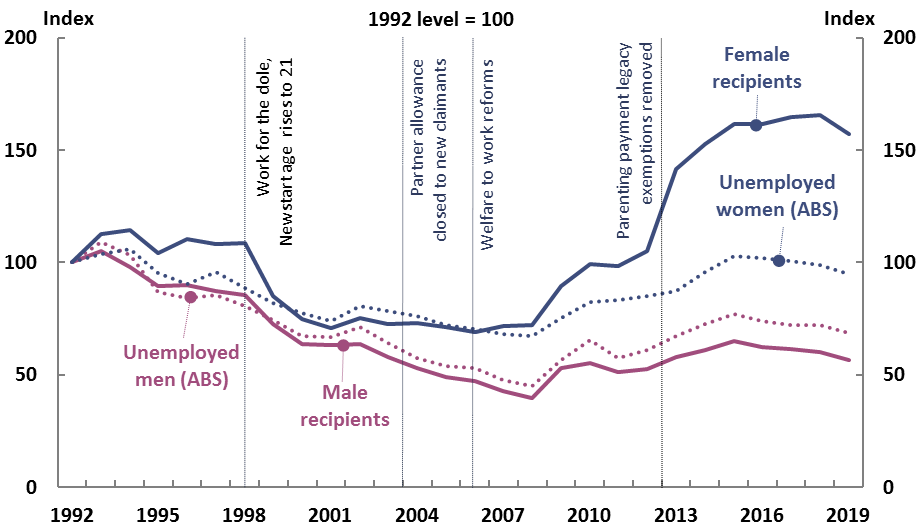 Index
1992 level = 100
Index
200
200
150
150
100
100
50
50
0
0
Work for the dole,
Newstart age rises to 21
Partner allowance
closed to new claimants
Welfare to work reforms
Parenting payment legacy
exemptions removed
Female
recipients
Unemployed
women (ABS)
Unemployed
men (ABS)
Male
recipients
1992
1995
1998
2001
2004
2007
2010
2013
2016
2019